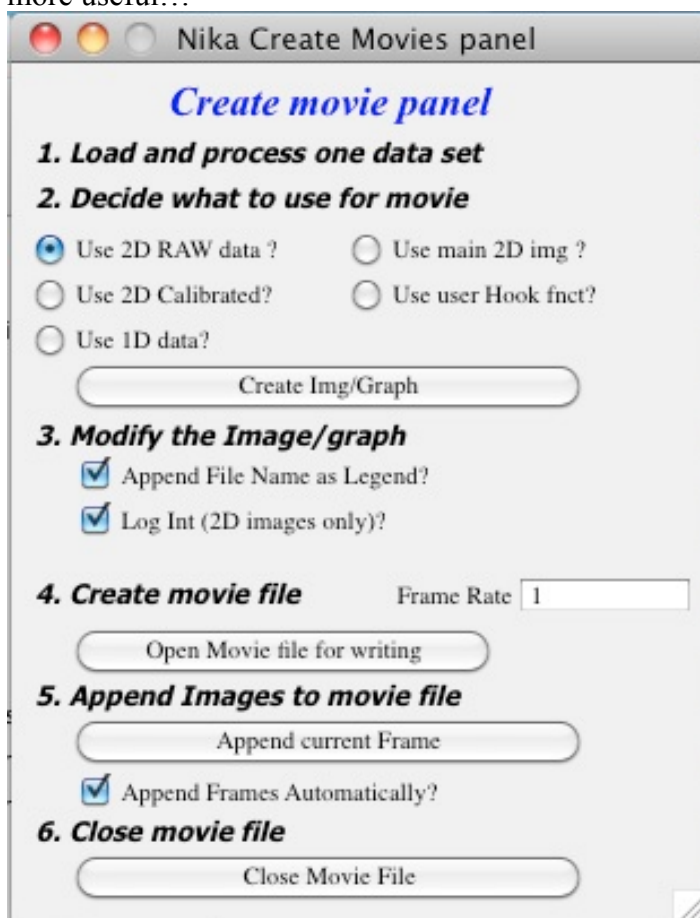 more useful…
Nika Create Movies panel
Create movie panel
1. Load and process one data set
2. Decide what to use for movie
Use 2D RAW data ? Use main 2D img ?
Use 2D Calibrated? Use user Hook fnct?
Use 1D data?
Create Img/Graph
3. Modify the Image/graph
Append File Name as Legend?
Log Int (2D images only)?
4. Create movie file Frame Rate 1
Open Movie file for writing
5. Append Images to movie file
Append current Frame
Append Frames Automatically?
6. Close movie file
Close Movie File